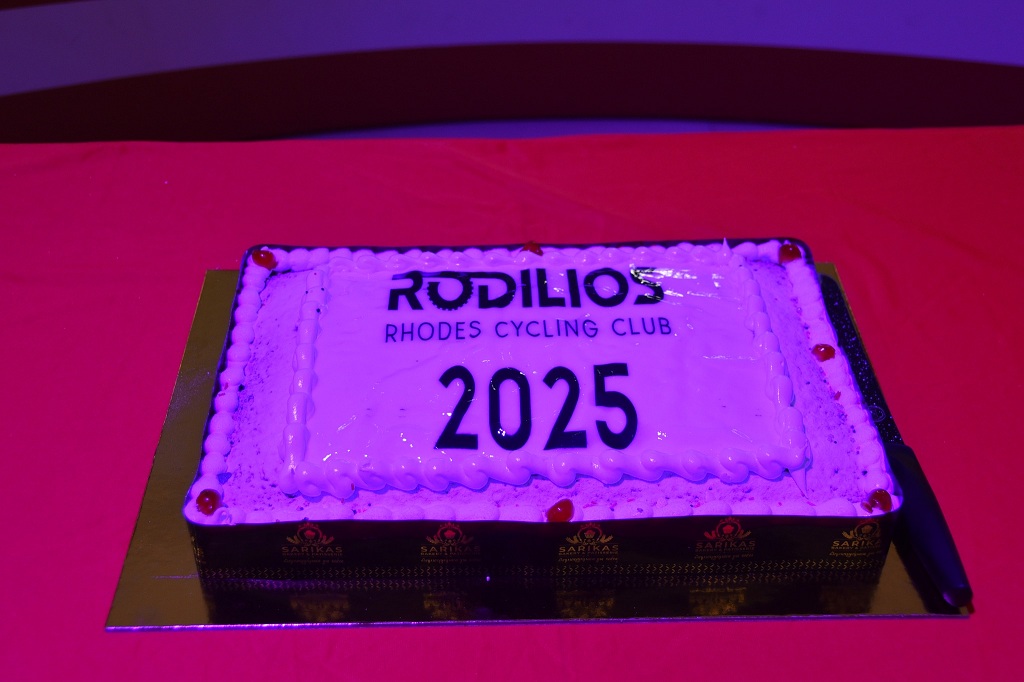 RODILIOS
RHODES CYCLING CLUB
2025
SARIKAS SARIKAS SARIKAS SARIKAS SARIKAS